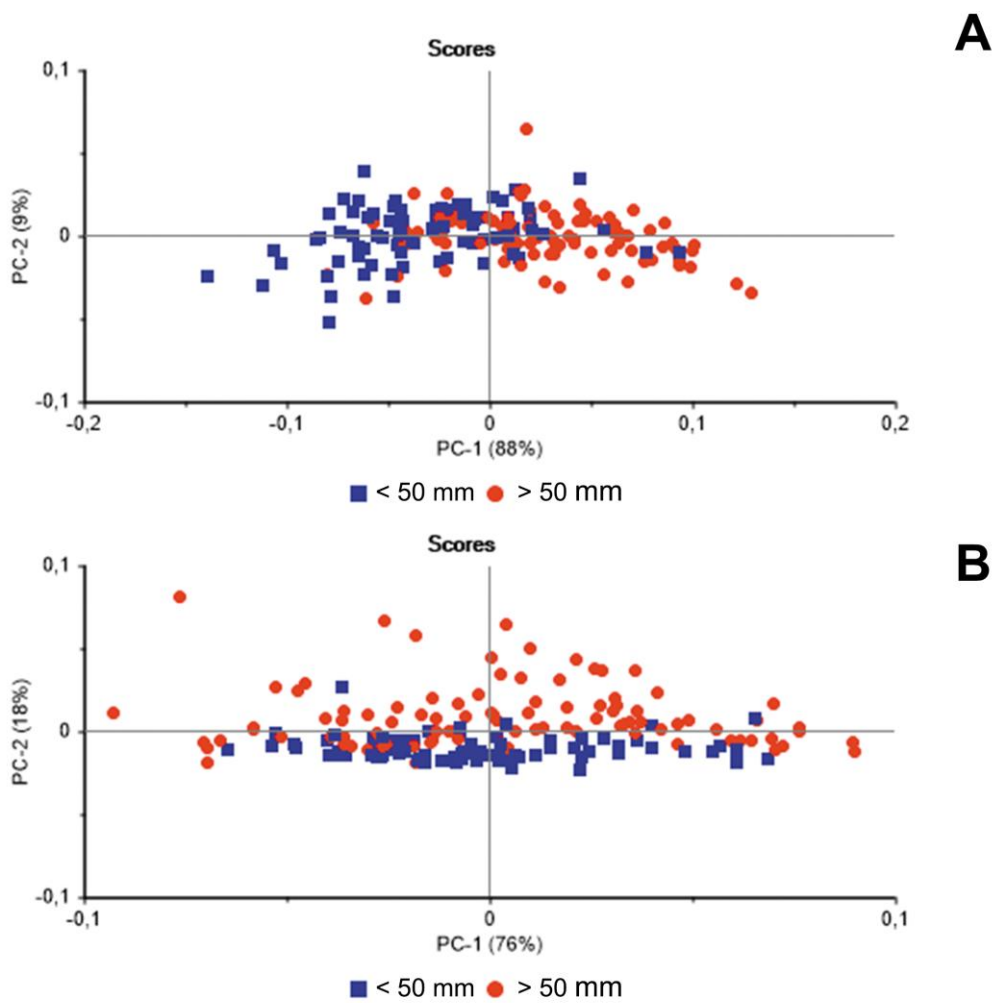 A
Scores
0,1
0
-0,1
PC-2 (9%)
-0,2 -0,1 0 0,1 0,2
PC-1 (88%)
< 50 mm > 50 mm
B
Scores
0,1
0
-0,1
PC-2 (18%)
-0,1 0 0,1
PC-1 (76%)
< 50 mm > 50 mm